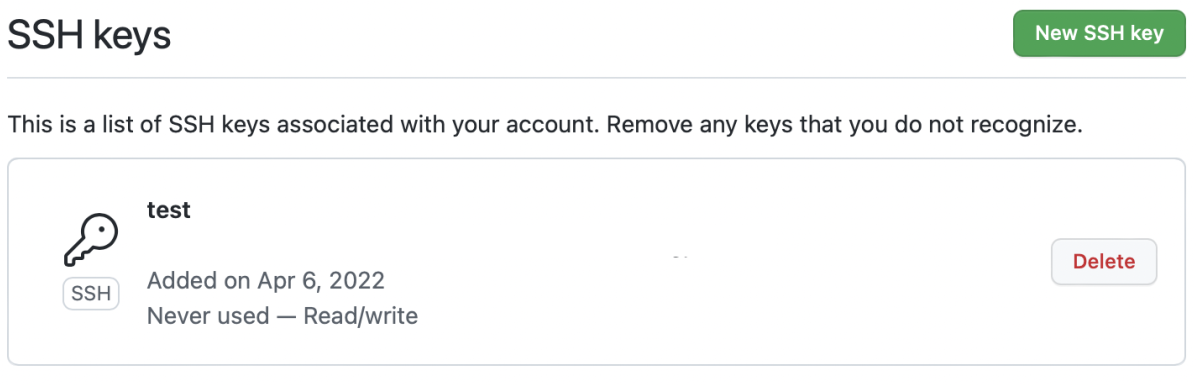 SSH keys
New SSH key
This is a list of SSH keys associated with your account. Remove any keys that you do not recognize.
test
Added on Apr 6, 2022
Never used — Read/write
SSH
Delete